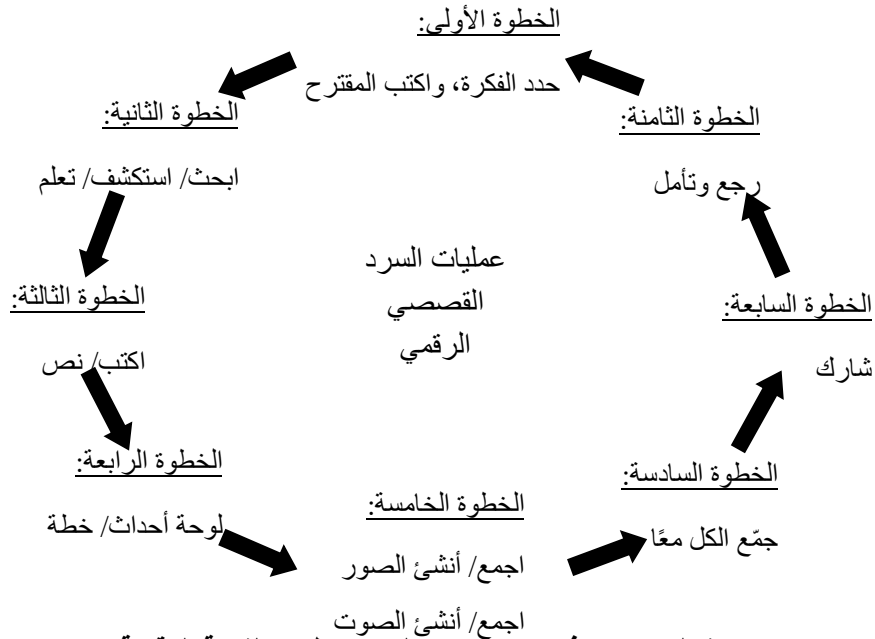 الخطوة الأولى:
حدد الفكرة، واكتب المقترح
الخطوة الثانية:
ابحث/ استكشف/ تعلم
الخطوة الثالثة:
اكتب/ نص
الخطوة الرابعة:
لوحة أحداث/ خطة
الخطوة الخامسة:
اجمع/ أنشئ الصور
اجمع/ أنشئ الصوت
الخطوة السادسة:
جمّع الكل معًا
الخطوة السابعة:
شارك
الخطوة الثامنة:
رجع وتأمل
عمليات السرد
القصصي
الرقمي